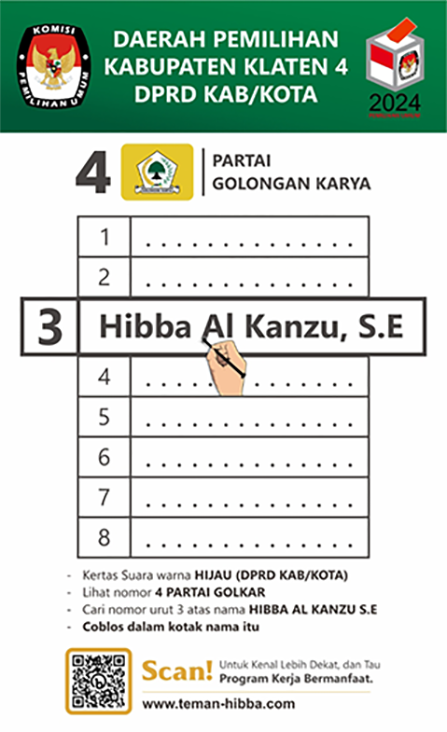 KOMISI
PEMILIHAN UMUM
DAERAH PEMILIHAN
KABUPATEN KLATEN 4
DPRD KAB/KOTA
2024
4
PARTAI
GOLONGAN KARYA
1 ..............
2 ..............
3 Hibba Al Kanzu, S.E
4 ..............
5 ..............
6 ..............
7 ..............
8 ..............
- Kertas Suara warna HIJAU (DPRD KAB/KOTA)
- Lihat nomor 4 PARTAI GOLKAR
- Cari nomor urut 3 atas nama HIBBA AL KANZU S.E
- Coblos dalam kotak nama itu
Scan! Untuk Kenal Lebih Dekat, dan Tau
Program Kerja Bermanfaat.
www.teman-hibba.com